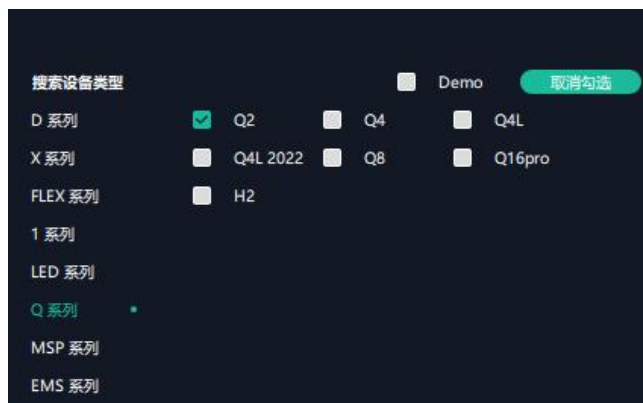 搜索设备类型 Demo 取消勾选
D 系列 Q2 Q4 Q4L
X 系列 Q4L 2022 Q8 Q16pro
FLEX 系列 H2
1 系列
LED 系列
Q 系列
MSP 系列
EMS 系列